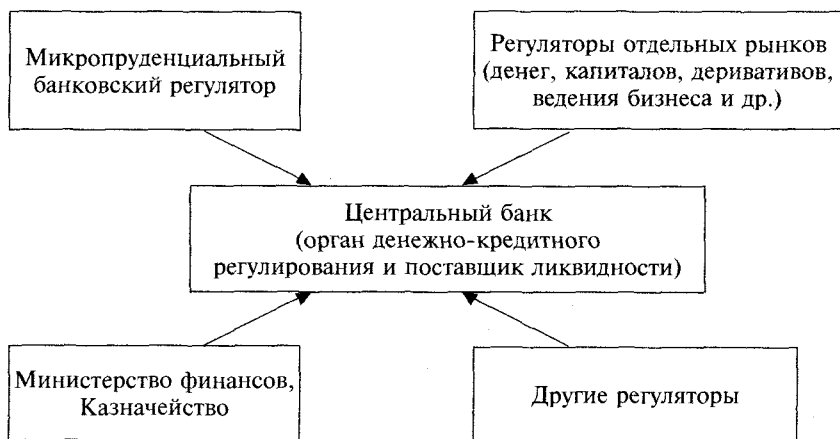 Микропруденциальный
банковский регулятор
Регуляторы отдельных рынков
(денег, капиталов, деривативов,
ведения бизнеса и др.)
Центральный банк
(орган денежно-кредитного
регулирования и поставщик ликвидности)
Министерство финансов,
Казначейство
Другие регуляторы